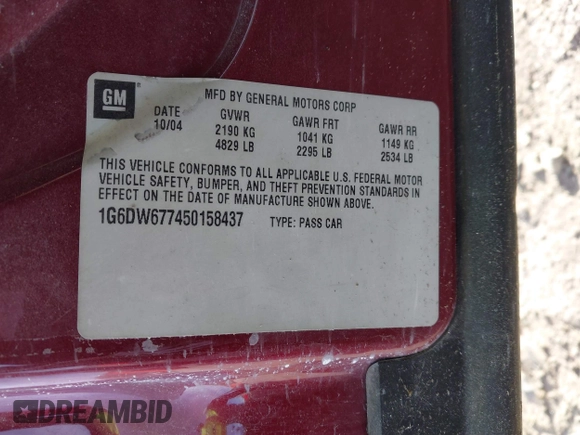 GM
MFD BY GENERAL MOTORS CORP
DATE GVWR GAWR FRT GAWR RR
10/04 2190 KG 1041 KG 1149 KG
4829 LB 2295 LB 2534 LB
THIS VEHICLE CONFORMS TO ALL APPLICABLE U.S. FEDERAL MOTOR
VEHICLE SAFETY, BUMPER, AND THEFT PREVENTION STANDARDS IN
EFFECT ON THE DATE OF MANUFACTURE SHOWN ABOVE.
1G6DW677450158437 TYPE: PASS CAR
DREAMBID